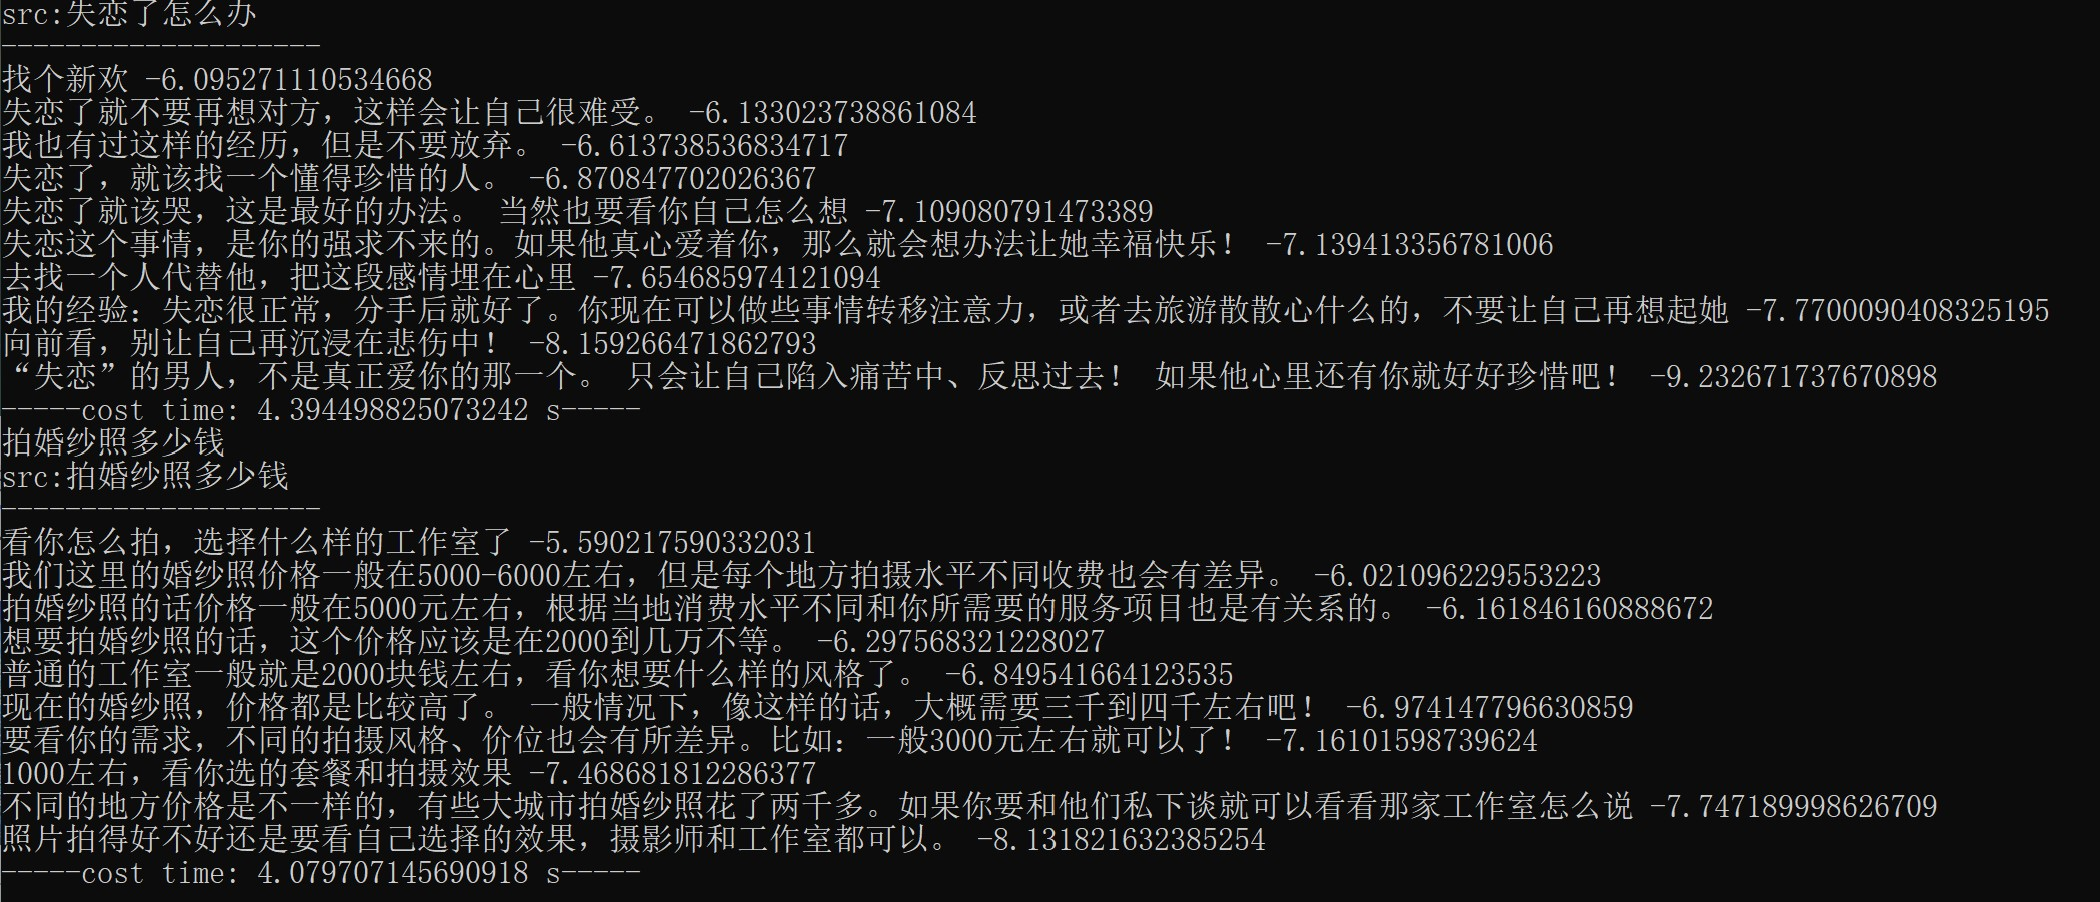 src:失恋了怎么办
--------------------
找个新欢 -6.095271110534668
失恋了就不要再想对方，这样会让自己很难受。 -6.133023738861084
我也有过这样的经历，但是不要放弃。 -6.613738536834717
失恋了，就该找一个懂得珍惜的人。 -6.870847702026367
失恋了就该哭，这是最好的办法。 当然也要看你自己怎么想 -7.109080791473389
失恋这个事情，是你的强求不来的。如果他真心爱着你，那么就会想办法让她幸福快乐！ -7.139413356781006
去找一个人代替他，把这段感情埋在心里 -7.654685974121094
我的经验：失恋很正常，分手后就好了。你现在可以做些事情转移注意力，或者去旅游散散心什么的，不要让自己再想起她 -7.7700090408325195
向前看，别让自己再沉浸在悲伤中！ -8.159266471862793
“失恋”的男人，不是真正爱你的那一个。 只会让自己陷入痛苦中、反思过去！ 如果他心里还有你就好好珍惜吧！ -9.232671737670898
-----cost time: 4.394498825073242 s-----
拍婚纱照多少钱
src:拍婚纱照多少钱
--------------------
看你怎么拍，选择什么样的工作室了 -5.590217590332031
我们这里的婚纱照价格一般在5000-6000左右，但是每个地方拍摄水平不同收费也会有差异。 -6.021096229553223
拍婚纱照的话价格一般在5000元左右，根据当地消费水平不同和你所需要的服务项目也是有关系的。 -6.161846160888672
想要拍婚纱照的话，这个价格应该是在2000到几万不等。 -6.297568321228027
普通的工作室一般就是2000块钱左右，看你想要什么样的风格了。 -6.849541664123535
现在的婚纱照，价格都是比较高了。 一般情况下，像这样的话，大概需要三千到四千左右吧！ -6.974147796630859
要看你的需求，不同的拍摄风格、价位也会有所差异。比如：一般3000元左右就可以了！ -7.16101598739624
1000左右，看你选的套餐和拍摄效果 -7.468681812286377
不同的地方价格是不一样的，有些大城市拍婚纱照花了两千多。如果你要和他们私下谈就可以看看那家工作室怎么说 -7.747189998626709
照片拍得好不好还是要看自己选择的效果，摄影师和工作室都可以。 -8.131821632385254
-----cost time: 4.079707145690918 s-----